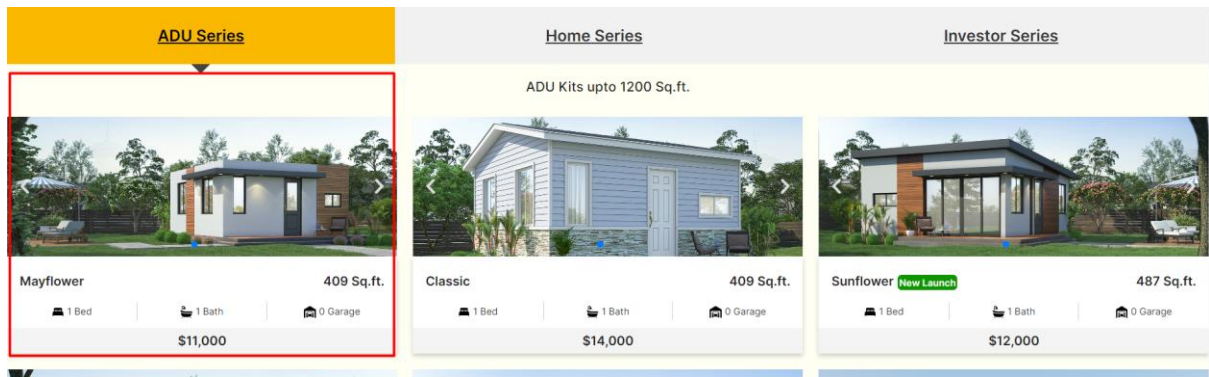 ADU Series
Home Series
Investor Series
ADU Kits upto 1200 Sq.ft.
Mayflower 409 Sq.ft.
1 Bed 1 Bath 0 Garage
$11,000
Classic 409 Sq.ft.
1 Bed 1 Bath 0 Garage
$14,000
Sunflower New Launch 487 Sq.ft.
1 Bed 1 Bath 0 Garage
$12,000